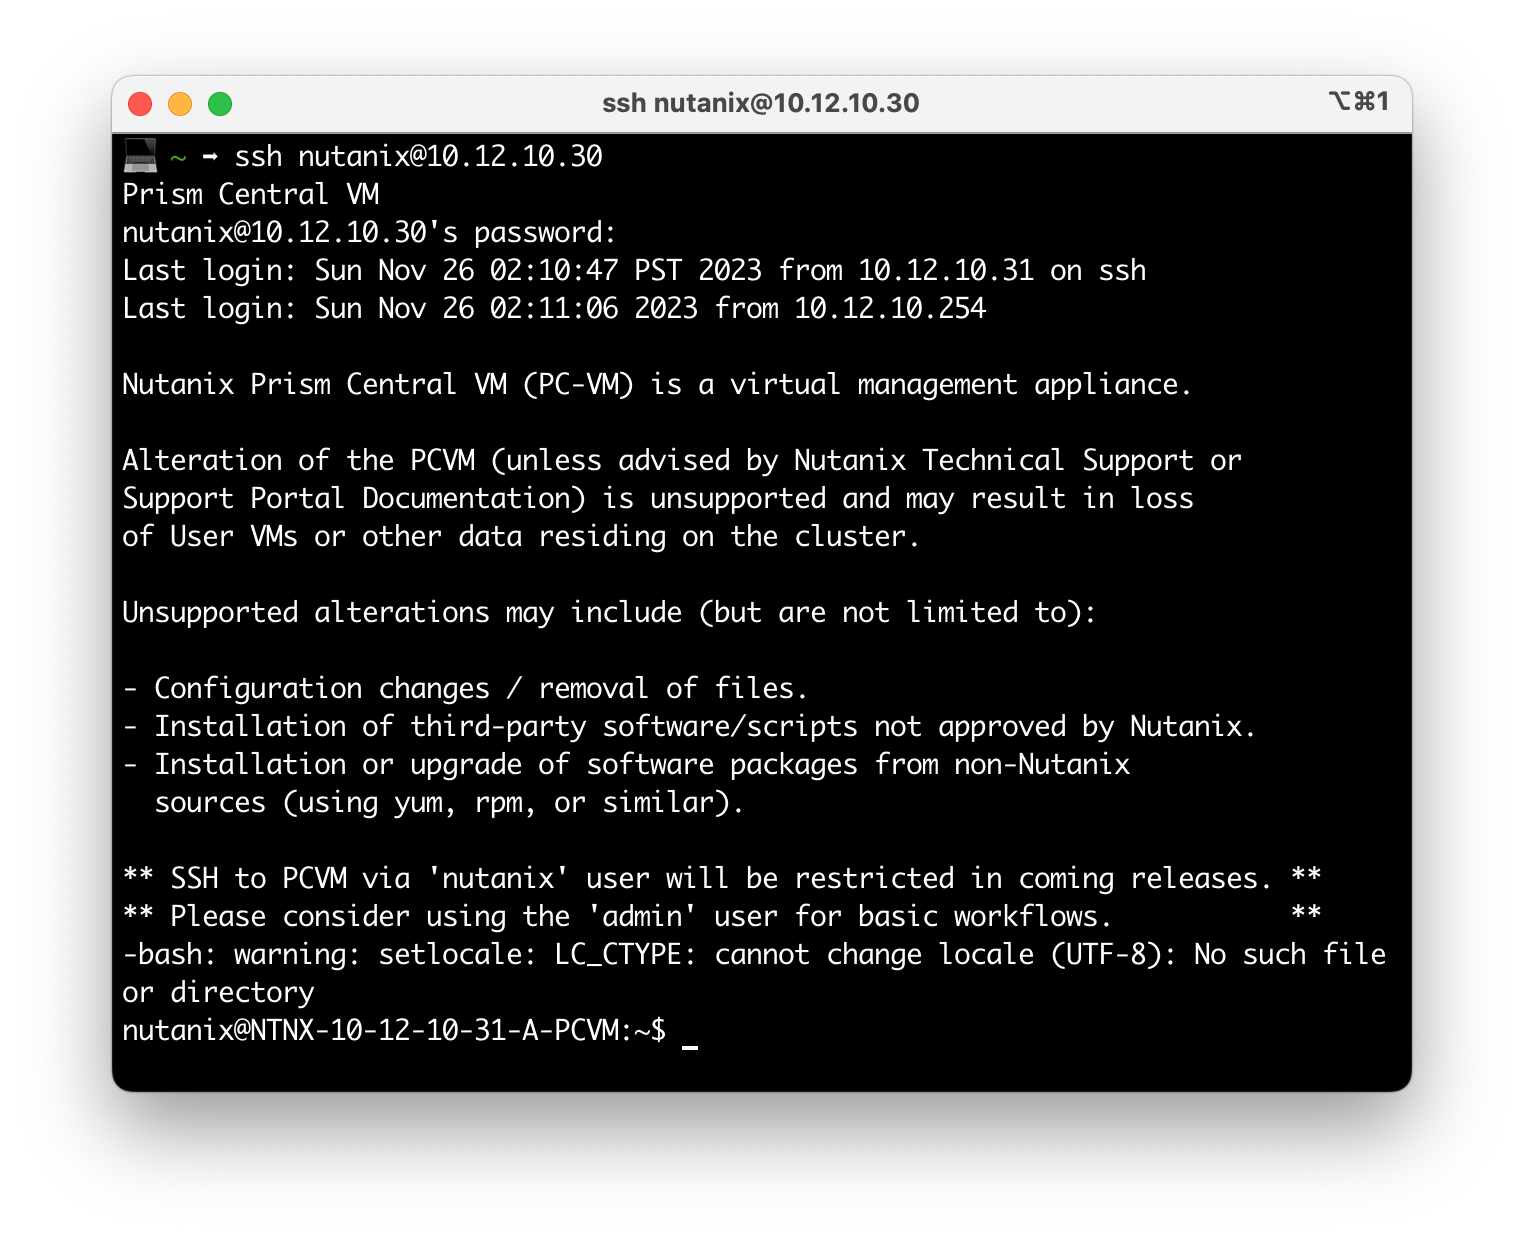 ssh nutanix@10.12.10.30
⌥⌘1
~ ➡ ssh nutanix@10.12.10.30
Prism Central VM
nutanix@10.12.10.30's password:
Last login: Sun Nov 26 02:10:47 PST 2023 from 10.12.10.31 on ssh
Last login: Sun Nov 26 02:11:06 2023 from 10.12.10.254
Nutanix Prism Central VM (PC-VM) is a virtual management appliance.
Alteration of the PCVM (unless advised by Nutanix Technical Support or
Support Portal Documentation) is unsupported and may result in loss
of User VMs or other data residing on the cluster.
Unsupported alterations may include (but are not limited to):
- Configuration changes / removal of files.
- Installation of third-party software/scripts not approved by Nutanix.
- Installation or upgrade of software packages from non-Nutanix
sources (using yum, rpm, or similar).
** SSH to PCVM via 'nutanix' user will be restricted in coming releases. **
** Please consider using the 'admin' user for basic workflows. **
-bash: warning: setlocale: LC_CTYPE: cannot change locale (UTF-8): No such file
or directory
nutanix@NTNX-10-12-10-31-A-PCVM:~$ _